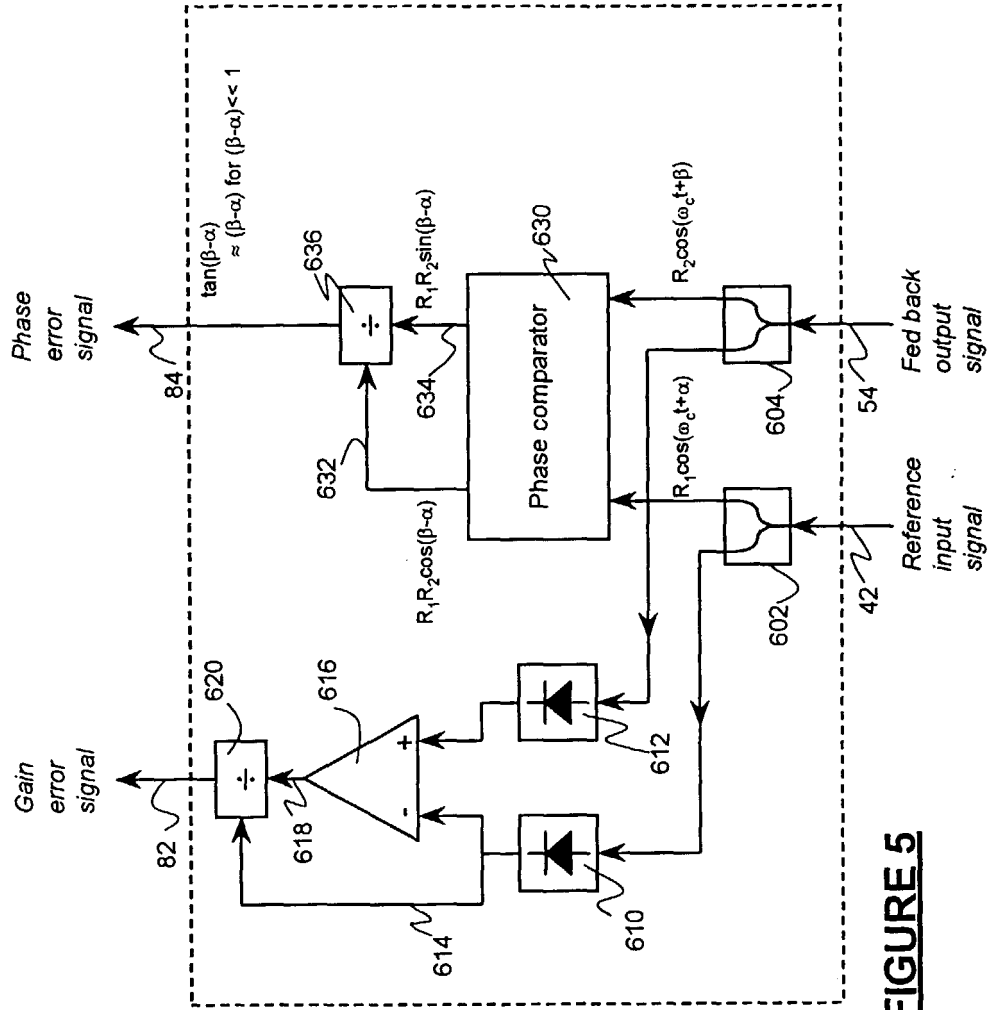 Gain
error
signal
82
Phase
error
signal
84
620
÷
618
616
614
-
+
610
612
tan(β-α)
≈ (β-α) for (β-α)<< 1
636
÷
632
634
R₁R₂sin(β-α)
R₁R₂cos(β-α)
Phase comparator
630
R₁cos(ω_c t+α)
R₂cos(ω_c t+β)
602
604
42
54
Reference
input
signal
Fed back
output
signal
FIGURE 5